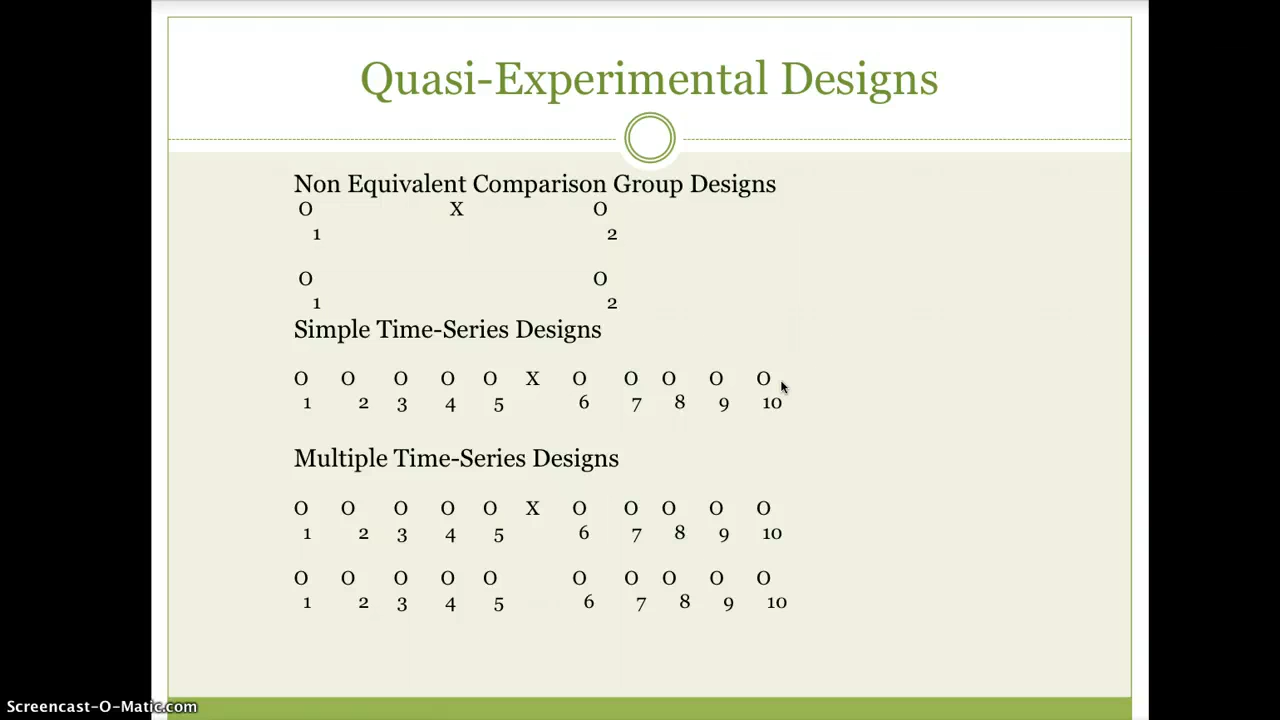 Quasi-Experimental Designs
Non Equivalent Comparison Group Designs
O X O
1 2
O O
1 2
Simple Time-Series Designs
O O O O O X O O O O O
1 2 3 4 5 6 7 8 9 10
Multiple Time-Series Designs
O O O O O X O O O O O
1 2 3 4 5 6 7 8 9 10
O O O O O O O O O O
1 2 3 4 5 6 7 8 9 10
Screencast-O-Matic.com